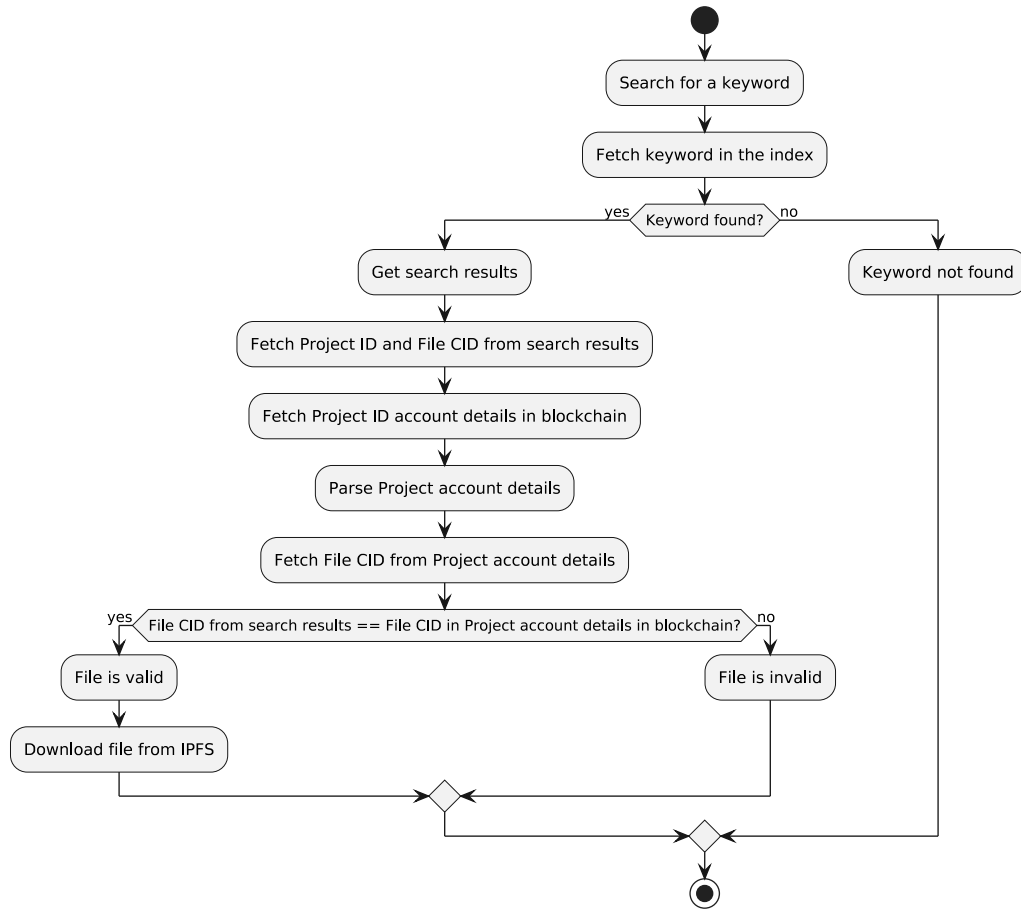 Search for a keyword
Fetch keyword in the index
yes
Keyword found?
no
Get search results
Keyword not found
Fetch Project ID and File CID from search results
Fetch Project ID account details in blockchain
Parse Project account details
Fetch File CID from Project account details
yes
File CID from search results == File CID in Project account details in blockchain?
no
File is valid
File is invalid
Download file from IPFS